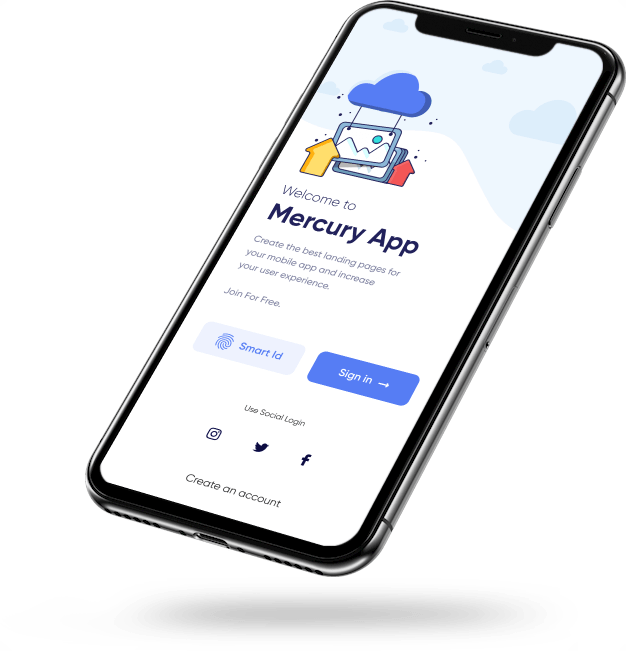 Welcome to
Mercury App
Create the best landing pages for
your mobile app and increase
your user experience.
Join For Free.
Smart Id
Sign in →
Use Social Login
Create an account